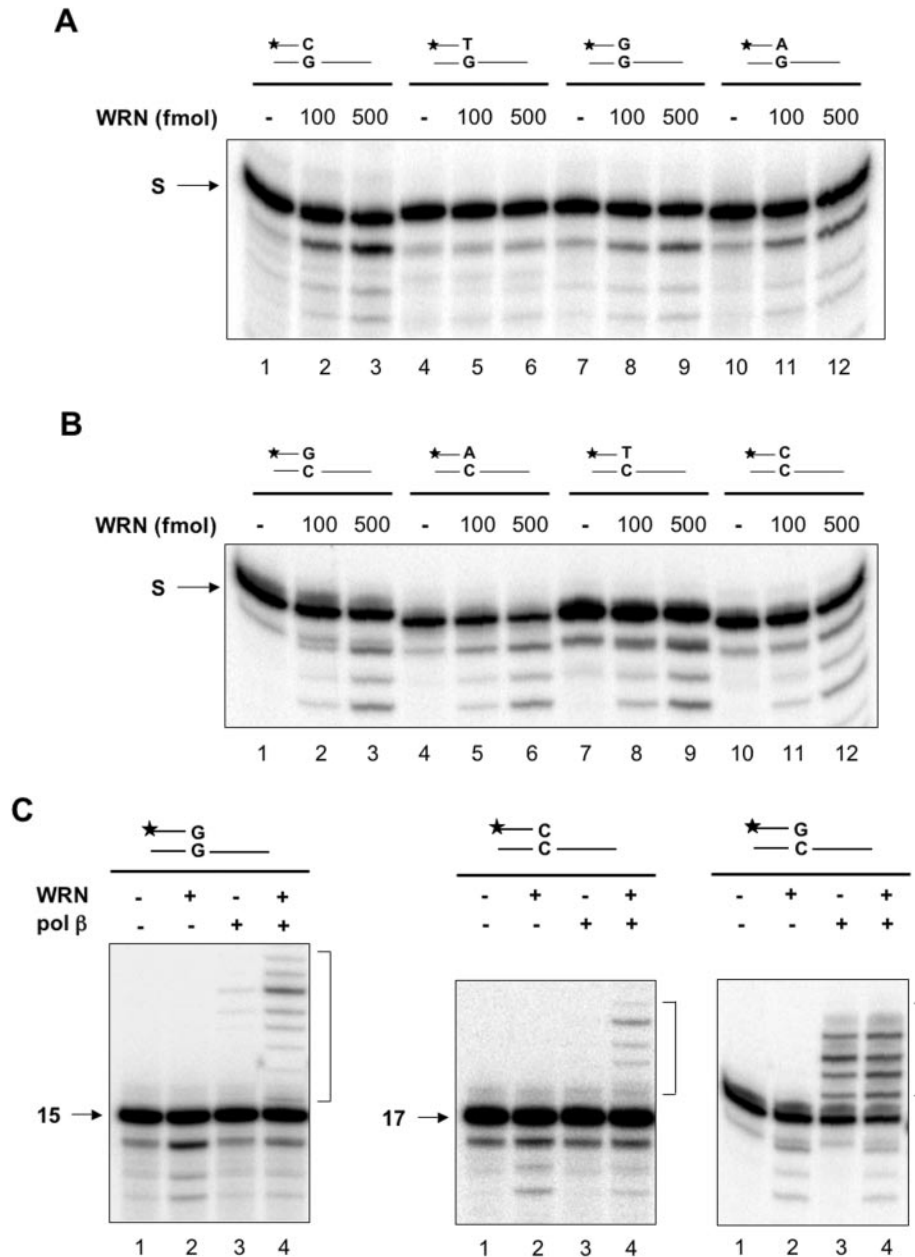 A
C T G A
G G G G
WRN (fmol) - 100 500 - 100 500 - 100 500 - 100 500
S
1 2 3 4 5 6 7 8 9 10 11 12
B
G A T C
C C C C
WRN (fmol) - 100 500 - 100 500 - 100 500 - 100 500
S
1 2 3 4 5 6 7 8 9 10 11 12
C
G C G
G C C
WRN - + - + - + - + - + - +
pol β - - + + - - + + - - + +
15 17
1 2 3 4 1 2 3 4 1 2 3 4